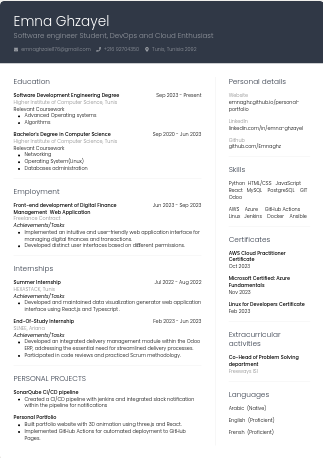 Emna Ghzayel
Software engineer Student, DevOps and Cloud Enthusiast
Tunis, Tunisia 2092
Education
Software Development Engineering Degree
Sep 2023 - Present
Higher Institute of Computer Science, Tunis
Relevant Coursework
Advanced Operating systems
Algorithms
Bachelor's Degree in Computer Science
Sep 2020 - Jun 2023
Higher Institute of Computer Science, Tunis
Relevant Coursework
Networking
Operating System(Linux)
Databases administration
Employment
Front-end development of Digital Finance
Management Web Application
Jun 2023 - Sep 2023
Freelance Contract
Achievements/Tasks
Implemented an intuitive and user-friendly web application interface for
managing digital finances and transactions.
Developed distinct user interfaces based on different permissions.
Internships
Summer Internship
Jul 2022 - Aug 2022
HEXASTACK, Tunis
Achievements/Tasks
Developed and maintained data visualization generator web application
interface using React.js and Typescript.
End-Of-Study Internship
Feb 2023 - Jun 2023
Achievements/Tasks
Developed an integrated delivery management module within the Odoo
ERP, addressing the essential need for streamlined delivery processes.
Participated in code reviews and practiced Scrum methodology.
PERSONAL PROJECTS
SonarQube CI/CD pipeline
Created a CI/CD pipeline with jenkins and integrated slack notification
within the pipeline for notifications
Personal Portfolio
Built portfolio website with 3D animation using three.js and React.
Implemented GitHub Actions for automated deployment to GitHub
Pages.
Personal details
Website
emnaghz.github.io/personal-
portfolio
LinkedIn
linkedin.com/in/emna-ghzayel
Github
github.com/Emnaghz
Skills
Python HTML/CSS JavaScript
React MySQL PostgreSQL GIT
Odoo
AWS Azure GitHub Actions
Linux Jenkins Docker Ansible
Certificates
AWS Cloud Practitioner
Certificate
Oct 2023
Microsoft Certified: Azure
Fundamentals
Nov 2023
Linux for Developers Certificate
Feb 2023
Extracurricular
activities
Co-Head of Problem Solving
department
Freeways ISI
Languages
Arabic (Native)
English (Proficient)
French (Proficient)